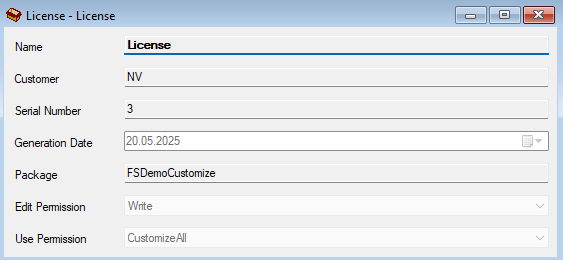 License - License
Name License
Customer NV
Serial Number 3
Generation Date 20.05.2025
Package FSDemoCustomize
Edit Permission Write
Use Permission CustomizeAll